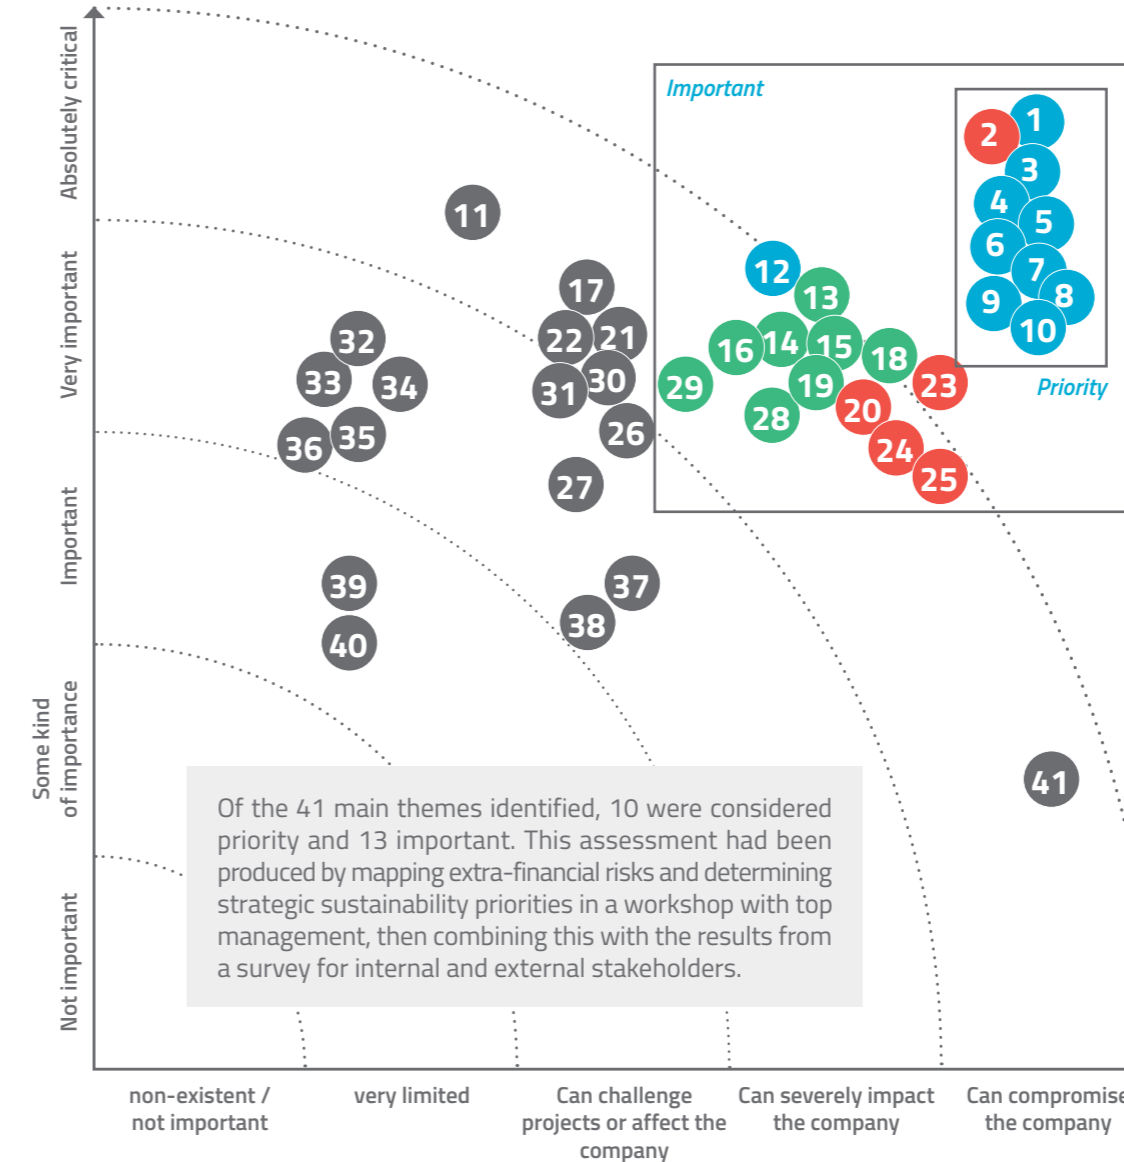 Absolutely critical
Very important
Important
Some kind
of importance
Not important
Important
Priority
1
2
3
4
5
6
7
8
9
10
11
12
13
14
15
16
17
18
19
20
21
22
23
24
25
26
27
28
29
30
31
32
33
34
35
36
37
38
39
40
41
Of the 41 main themes identified, 10 were considered
priority and 13 important. This assessment had been
produced by mapping extra-financial risks and determining
strategic sustainability priorities in a workshop with top
management, then combining this with the results from
a survey for internal and external stakeholders.
non-existent /
not important
very limited
Can challenge
projects or affect the
company
Can severely impact
the company
Can compromise
the company